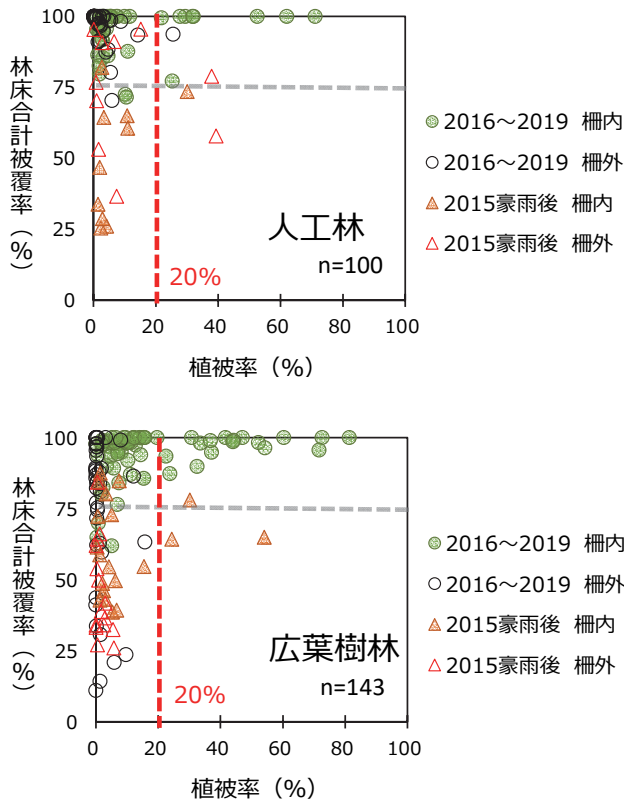 100
75
50
25
0
林床合計被覆率（%）
0 20 40 60 80 100
植被率（%）
20%
人工林
n=100
2016～2019 柵内
2016～2019 柵外
2015豪雨後 柵内
2015豪雨後 柵外
100
75
50
25
0
林床合計被覆率（%）
0 20 40 60 80 100
植被率（%）
20%
広葉樹林
n=143
2016～2019 柵内
2016～2019 柵外
2015豪雨後 柵内
2015豪雨後 柵外